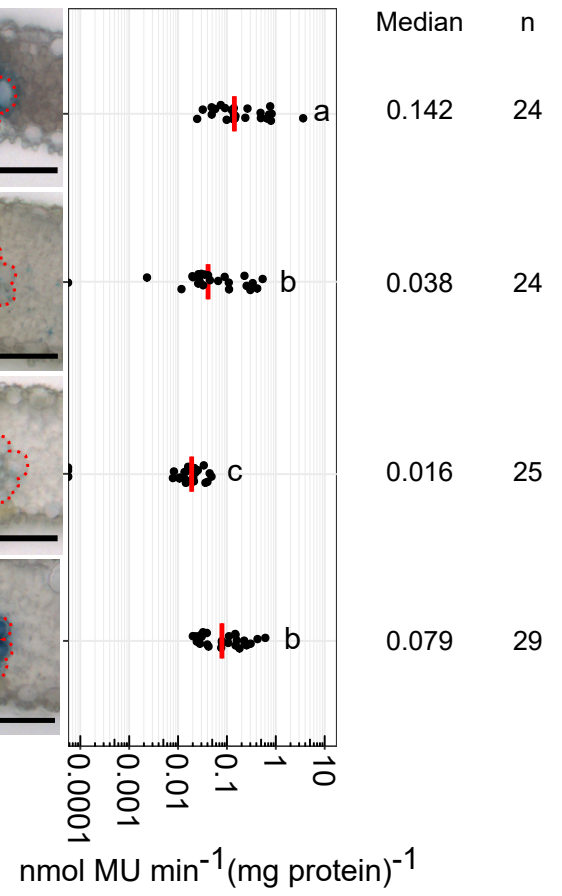 Median n
a 0.142 24
b 0.038 24
c 0.016 25
b 0.079 29
0.0001 0.001 0.01 0.1 1 10
nmol MU min⁻¹(mg protein)⁻¹